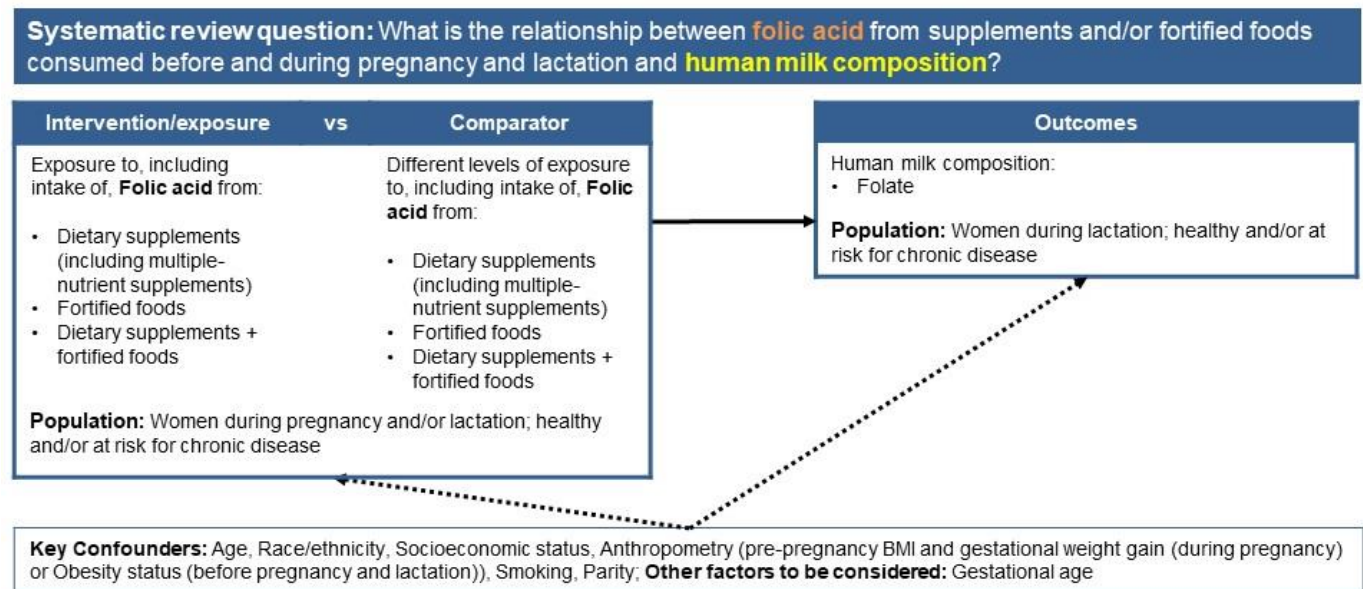 Systematic review question: What is the relationship between folic acid from supplements and/or fortified foods
consumed before and during pregnancy and lactation and human milk composition?
Intervention/exposure vs Comparator
Exposure to, including
intake of, Folic acid from:
• Dietary supplements
(including multiple-
nutrient supplements)
• Fortified foods
• Dietary supplements +
fortified foods
Different levels of exposure
to, including intake of, Folic
acid from:
• Dietary supplements
(including multiple-
nutrient supplements)
• Fortified foods
• Dietary supplements +
fortified foods
Population: Women during pregnancy and/or lactation; healthy
and/or at risk for chronic disease
Outcomes
Human milk composition:
• Folate
Population: Women during lactation; healthy and/or at
risk for chronic disease
Key Confounders: Age, Race/ethnicity, Socioeconomic status, Anthropometry (pre-pregnancy BMI and gestational weight gain (during pregnancy)
or Obesity status (before pregnancy and lactation)), Smoking, Parity; Other factors to be considered: Gestational age